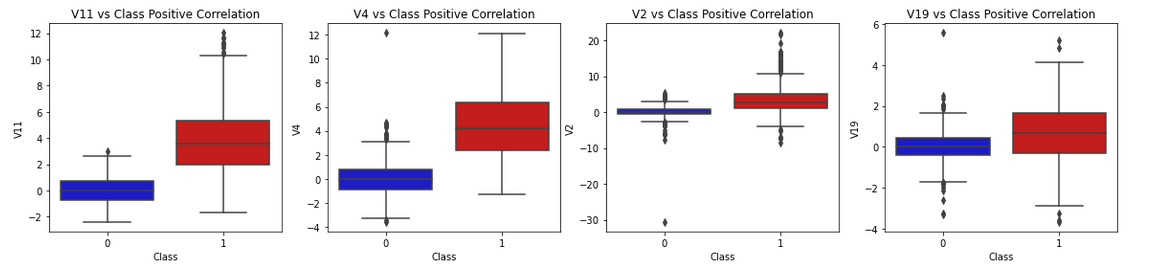 V11 vs Class Positive Correlation
V11
12
10
8
6
4
2
0
−2
0 1
Class
V4 vs Class Positive Correlation
V4
12
10
8
6
4
2
0
−2
−4
0 1
Class
V2 vs Class Positive Correlation
V2
20
10
0
−10
−20
−30
0 1
Class
V19 vs Class Positive Correlation
V19
6
4
2
0
−2
−4
0 1
Class